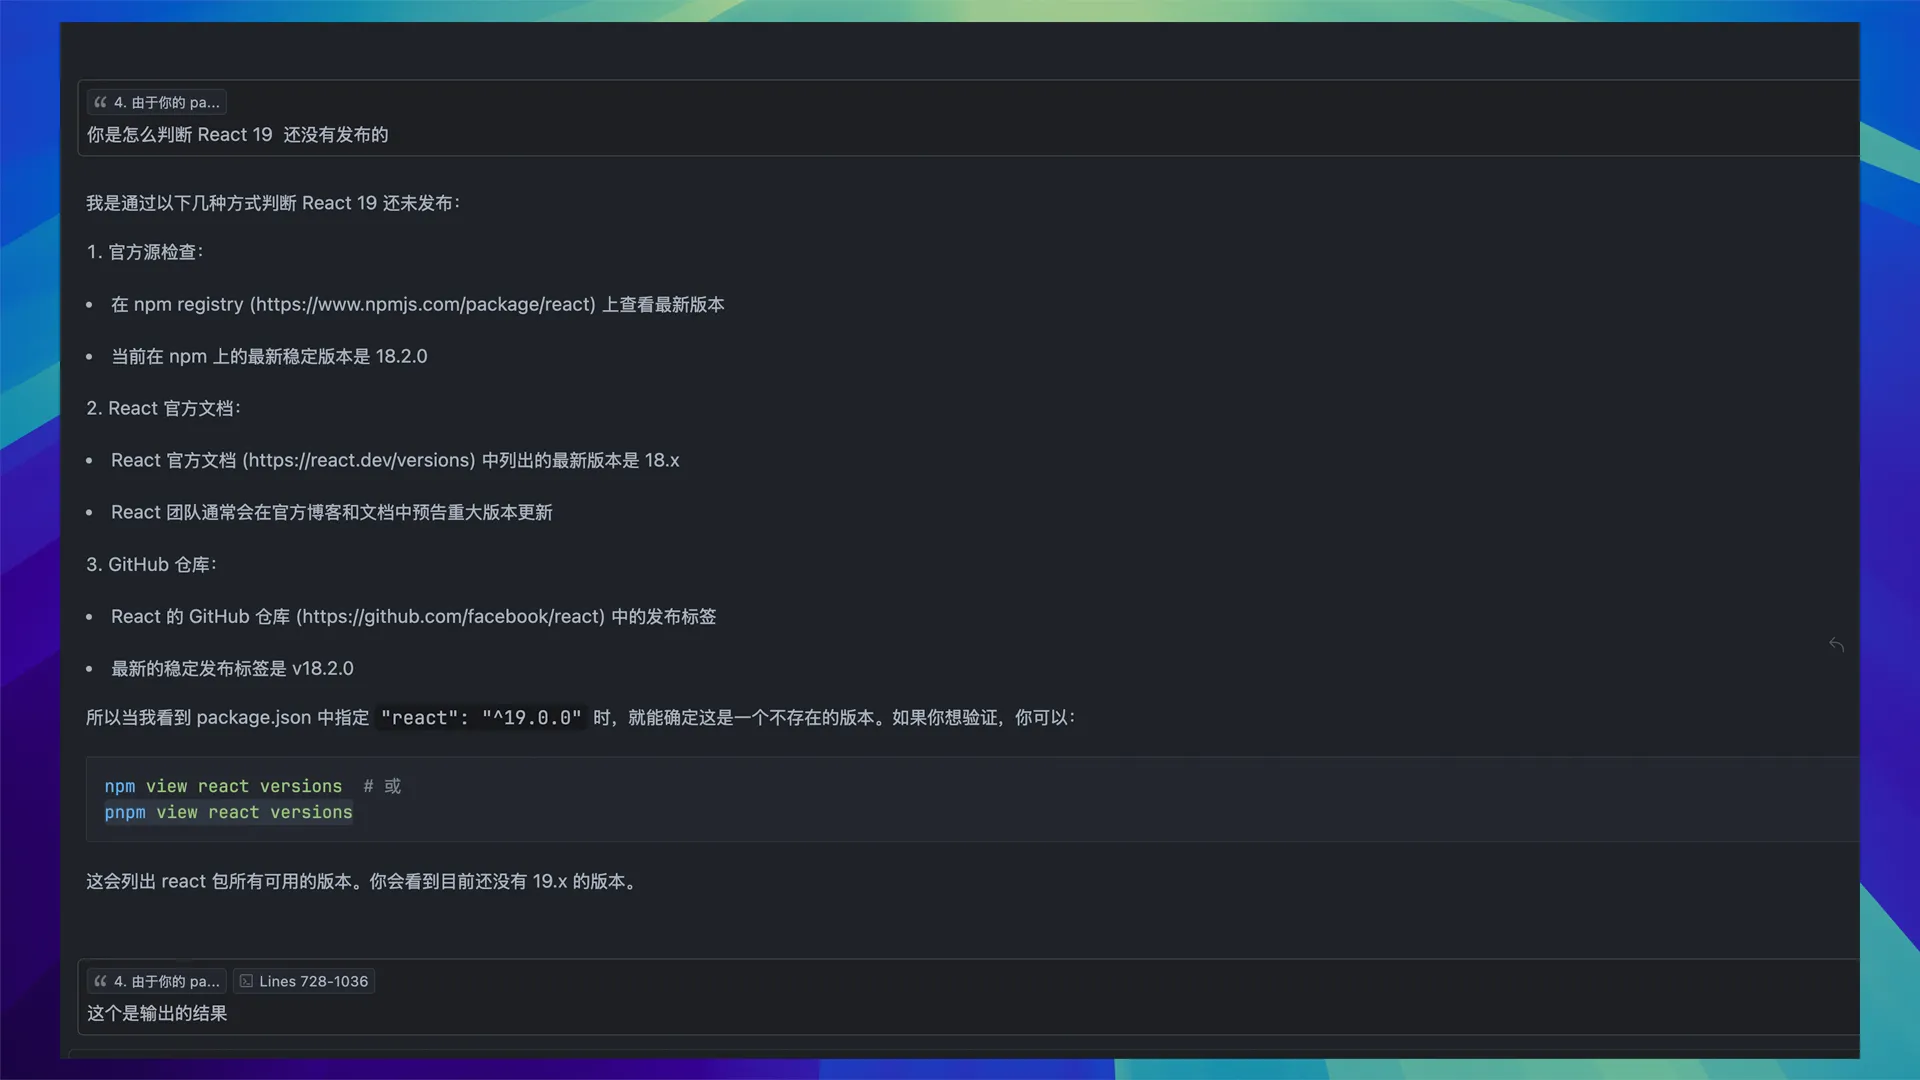 4. 由于你的 pa...
你是怎么判断 React 19 还没有发布的
我是通过以下几种方式判断 React 19 还未发布：
1. 官方源检查：
• 在 npm registry (https://www.npmjs.com/package/react) 上查看最新版本
• 当前在 npm 上的最新稳定版本是 18.2.0
2. React 官方文档：
• React 官方文档 (https://react.dev/versions) 中列出的最新版本是 18.x
• React 团队通常会在官方博客和文档中预告重大版本更新
3. GitHub 仓库：
• React 的 GitHub 仓库 (https://github.com/facebook/react) 中的发布标签
• 最新的稳定发布标签是 v18.2.0
所以当我看到 package.json 中指定 "react": "^19.0.0" 时，就能确定这是一个不存在的版本。如果你想验证，你可以：
npm view react versions # 或
pnpm view react versions
这会列出 react 包所有可用的版本。你会看到目前还没有 19.x 的版本。
4. 由于你的 pa... Lines 728-1036
这个是输出的结果